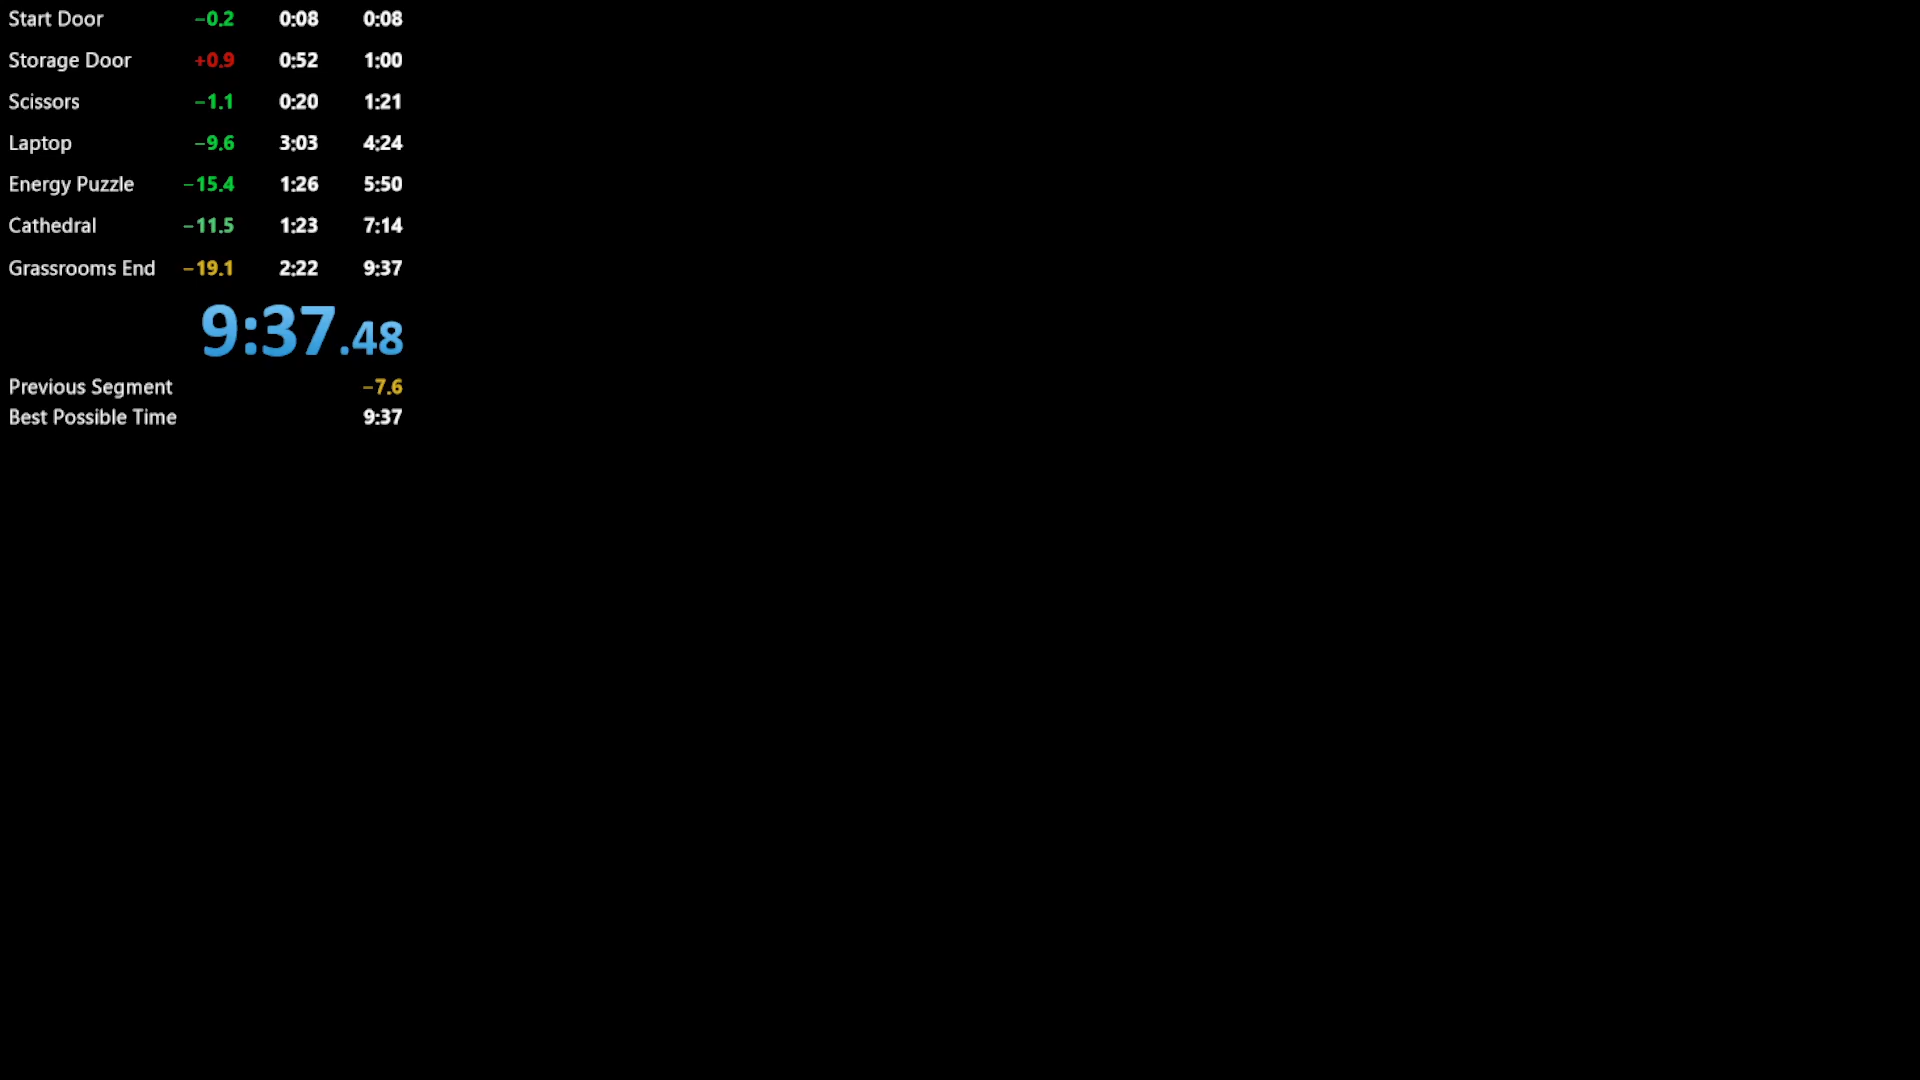 Start Door −0.2 0:08 0:08
Storage Door +0.9 0:52 1:00
Scissors −1.1 0:20 1:21
Laptop −9.6 3:03 4:24
Energy Puzzle −15.4 1:26 5:50
Cathedral −11.5 1:23 7:14
Grassrooms End −19.1 2:22 9:37
9:37.48
Previous Segment −7.6
Best Possible Time 9:37